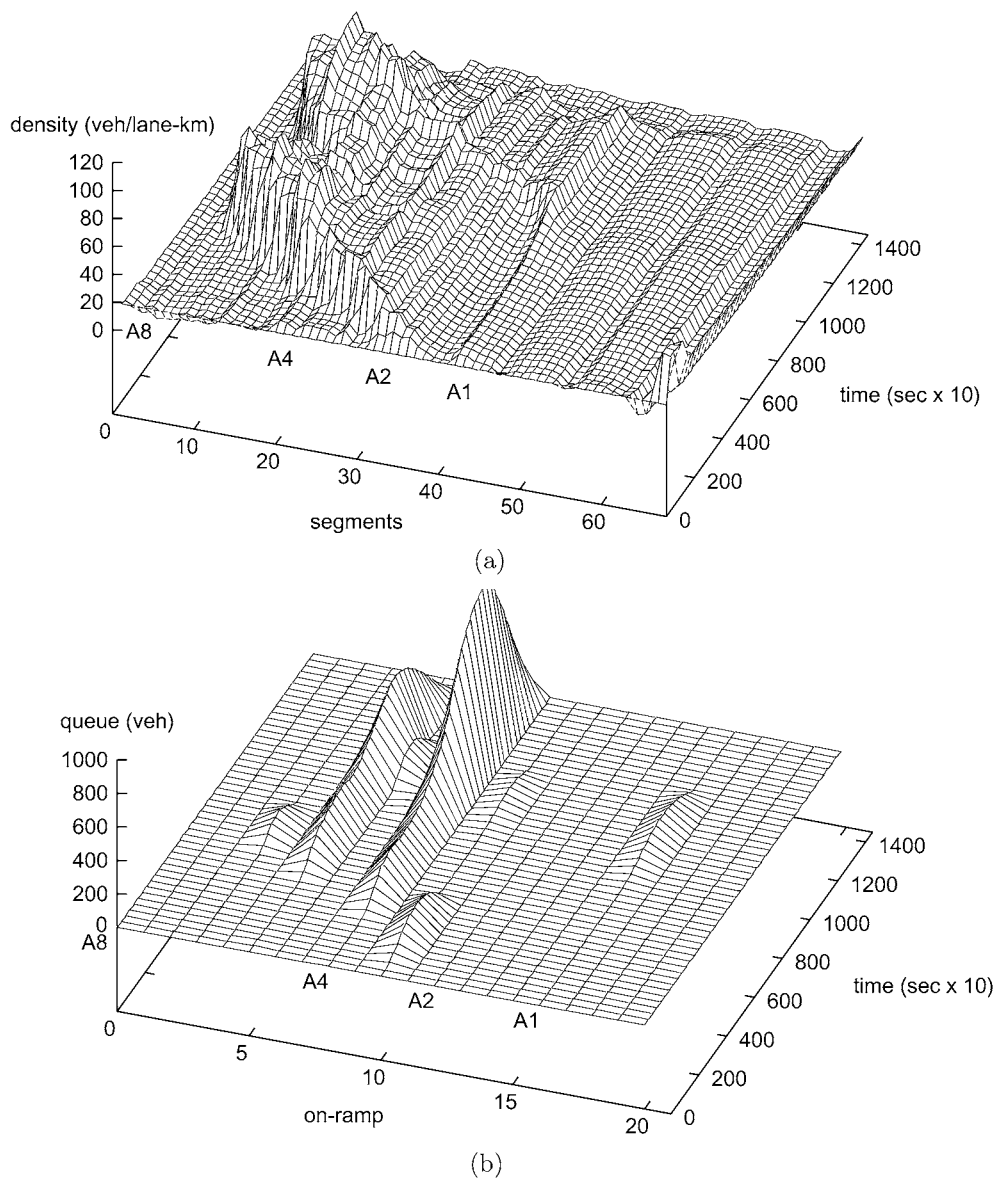 density (veh/lane-km)
120
100
80
60
40
20
0
A8
A4
A2
A1
0
10
20
30
40
50
60
segments
0
200
400
600
800
1000
1200
1400
time (sec x 10)
(a)
queue (veh)
1000
800
600
400
200
0
A8
A4
A2
A1
0
5
10
15
20
on-ramp
0
200
400
600
800
1000
1200
1400
time (sec x 10)
(b)